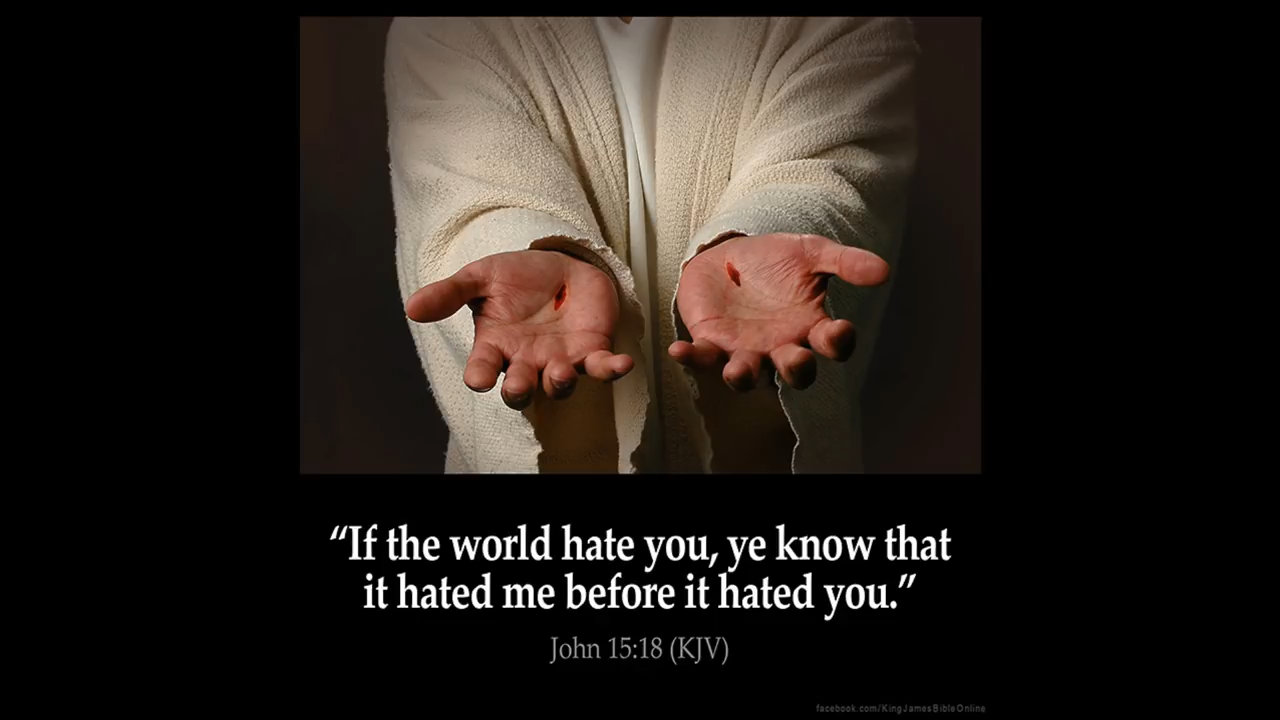 “If the world hate you, ye know that
it hated me before it hated you.”
John 15:18 (KJV)
facebook.com/KingJamesBibleOnline